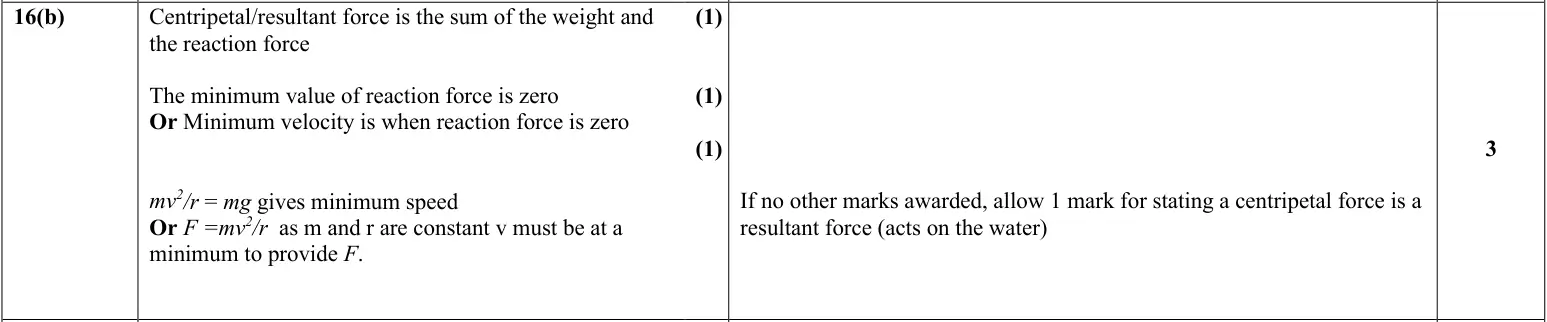 16(b)
Centripetal/resultant force is the sum of the weight and (1)
the reaction force
The minimum value of reaction force is zero (1)
Or Minimum velocity is when reaction force is zero
(1)
3
mv²/r = mg gives minimum speed
Or F =mv²/r as m and r are constant v must be at a
minimum to provide F.
If no other marks awarded, allow 1 mark for stating a centripetal force is a
resultant force (acts on the water)